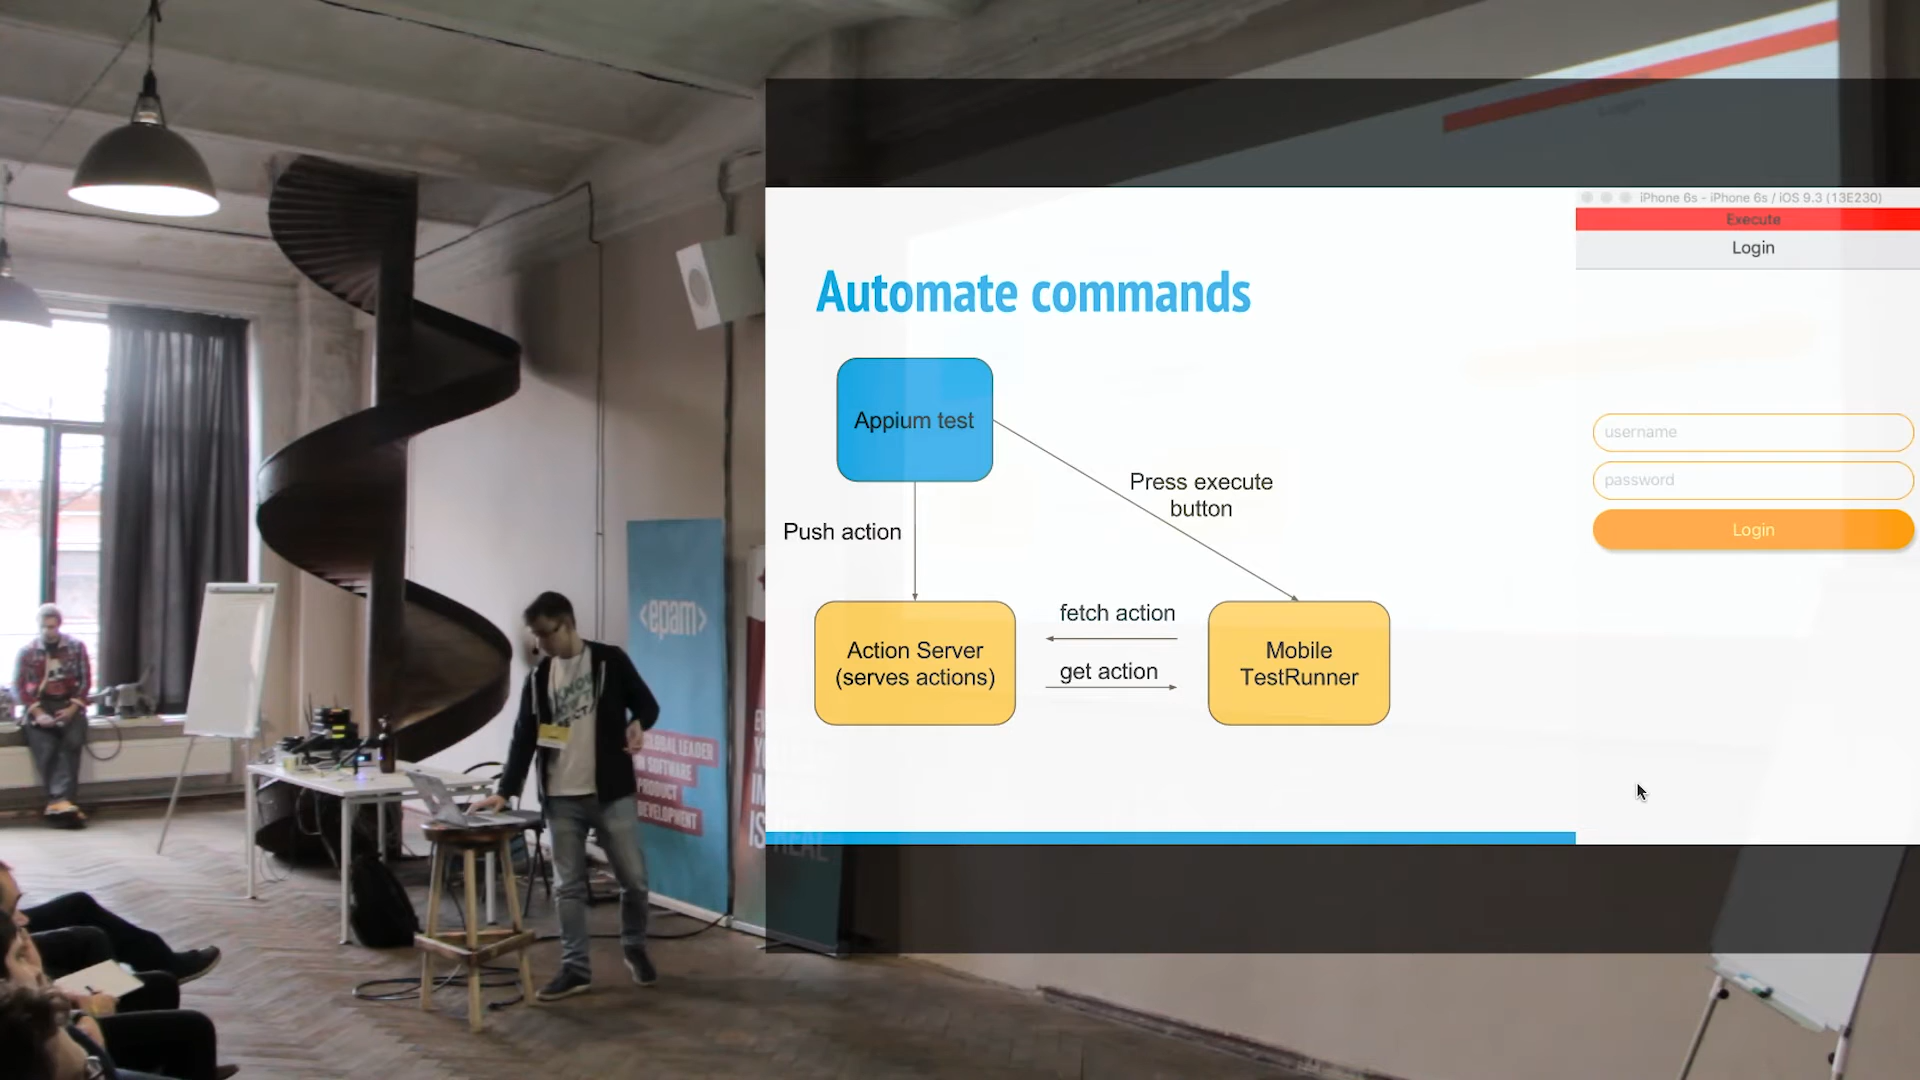 iPhone 6s - iPhone 6s / iOS 9.3 (13E230)
Execute
Login
Automate commands
Appium test
Press execute
button
Push action
fetch action
get action
Action Server
(serves actions)
Mobile
TestRunner
username
password
Login
<epam>
GLOBAL LEADER
IN SOFTWARE
PRODUCT
DEVELOPMENT
IS REAL